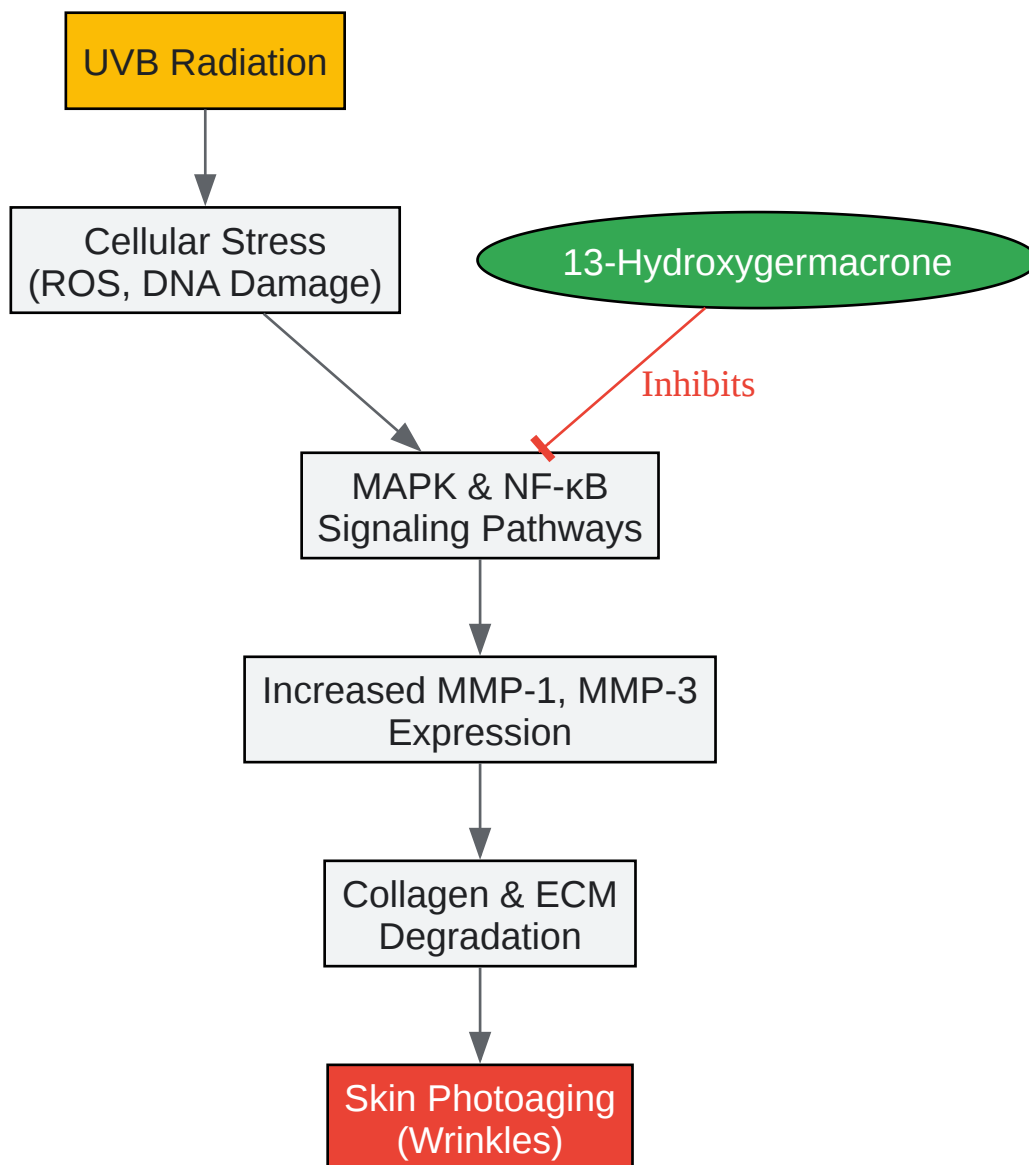 UVB Radiation
Cellular Stress
(ROS, DNA Damage)
13-Hydroxygermacrone
Inhibits
MAPK & NF-κB
Signaling Pathways
Increased MMP-1, MMP-3
Expression
Collagen & ECM
Degradation
Skin Photoaging
(Wrinkles)